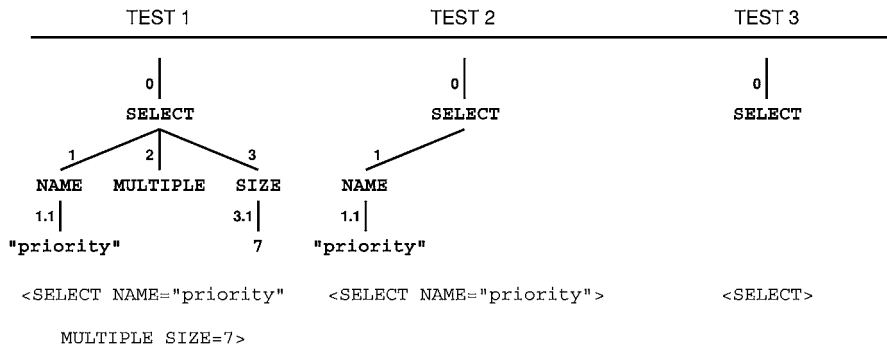 TEST 1 TEST 2 TEST 3
0 0 0
SELECT SELECT SELECT
1 2 3 1
NAME MULTIPLE SIZE NAME
1.1 3.1 1.1
"priority" 7 "priority"
<SELECT NAME="priority" <SELECT NAME="priority"> <SELECT>
MULTIPLE SIZE=7>